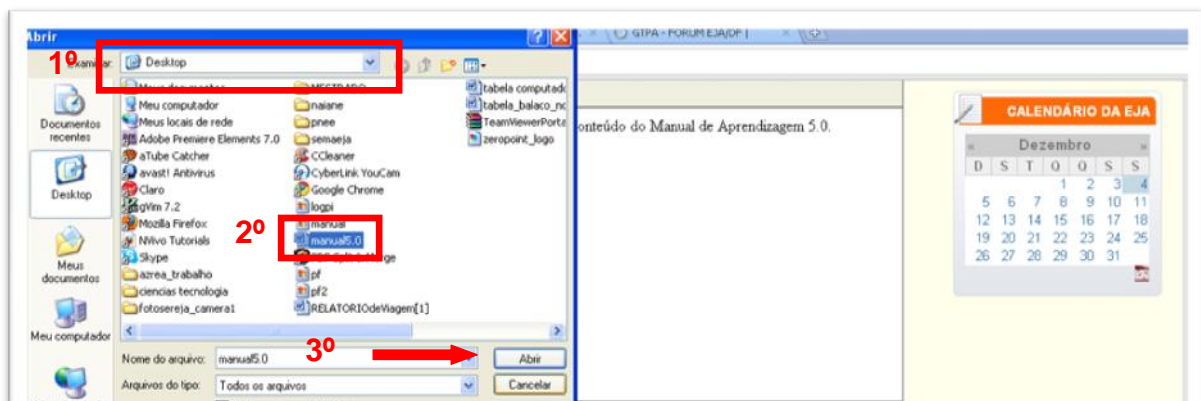 Abrir
GTPA - FORUM EJA/DF |
1º
Examinar:
Desktop
Documentos
recentes
Desktop
Meus
documentos
Meu computador
Meus documentos
Meu computador
Meus locais de rede
Adobe Premiere Elements 7.0
aTube Catcher
avast! Antivirus
Claro
gVim 7.2
Mozilla Firefox
NVivo Tutorials
Skype
azrea_trabalho
ciencias tecnologia
fotosereja_camera1
MESTRADO
naiane
pnee
semaeja
CCleaner
CyberLink YouCam
Google Chrome
logpi
manual
2º
manual5.0
pf
pf2
RELATORIOdeViagem[1]
tabela computado
tabela_balaco_no
TeamViewerPorta
zeropoint_logo
Nome do arquivo:
manual5.0
3º
Abrir
Arquivos do tipo:
Todos os arquivos
Cancelar
onteúdo do Manual de Aprendizagem 5.0.
CALENDÁRIO DA EJA
« Dezembro »
D S T Q Q S S
1 2 3 4
5 6 7 8 9 10 11
12 13 14 15 16 17 18
19 20 21 22 23 24 25
26 27 28 29 30 31